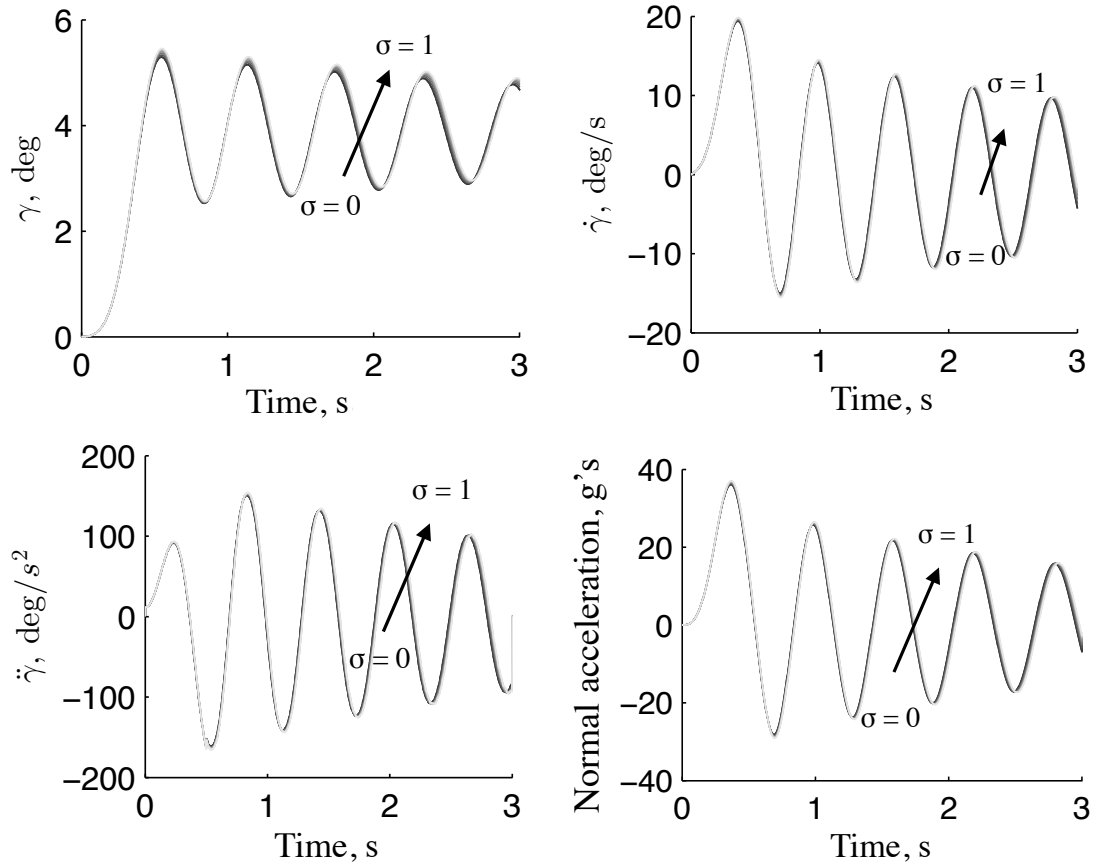 6
4
2
0
γ, deg
σ = 1
σ = 0
0 1 2 3
Time, s
20
10
0
−10
−20
γ̇, deg/s
σ = 1
σ = 0
0 1 2 3
Time, s
200
100
0
−100
−200
γ̈, deg/s²
σ = 1
σ = 0
0 1 2 3
Time, s
40
20
0
−20
−40
Normal acceleration, g's
σ = 1
σ = 0
0 1 2 3
Time, s